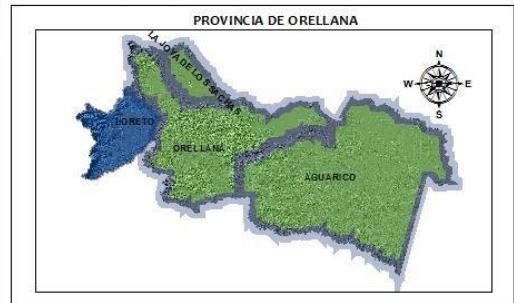 PROVINCIA DE ORELLANA
LA JOYA DE LOS SACHAS
N
W
E
S
LORETO
ORELLANA
AGUARICO